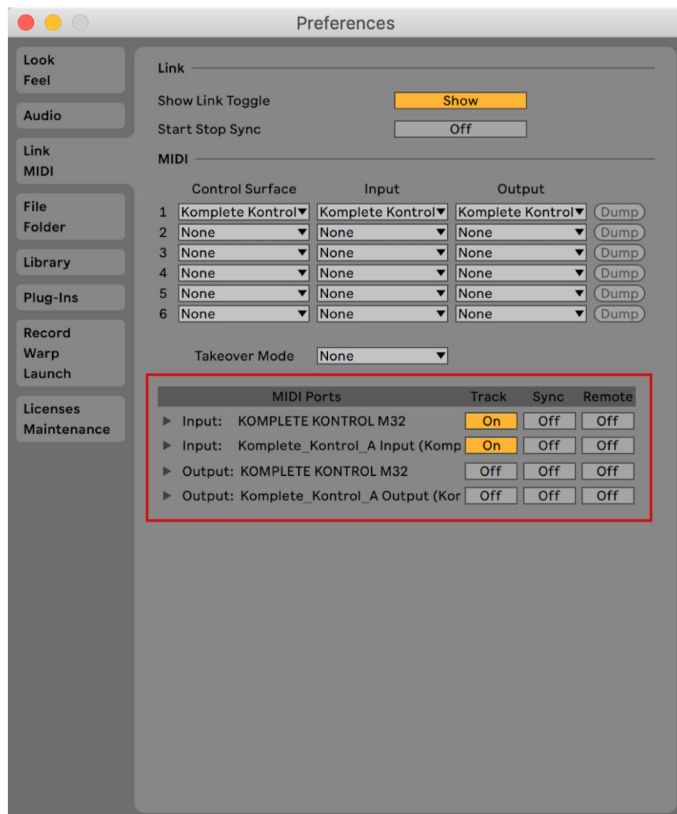 Preferences
Look
Feel
Audio
Link
MIDI
File
Folder
Library
Plug-Ins
Record
Warp
Launch
Licenses
Maintenance
Link
Show Link Toggle Show
Start Stop Sync Off
MIDI
Control Surface Input Output
1 Komplete Kontrol Komplete Kontrol Komplete Kontrol Dump
2 None None None Dump
3 None None None Dump
4 None None None Dump
5 None None None Dump
6 None None None Dump
Takeover Mode None
MIDI Ports Track Sync Remote
Input: KOMPLETE KONTROL M32 On Off Off
Input: Komplete_Kontrol_A Input (Komp On Off Off
Output: KOMPLETE KONTROL M32 Off Off Off
Output: Komplete_Kontrol_A Output (Kor Off Off Off